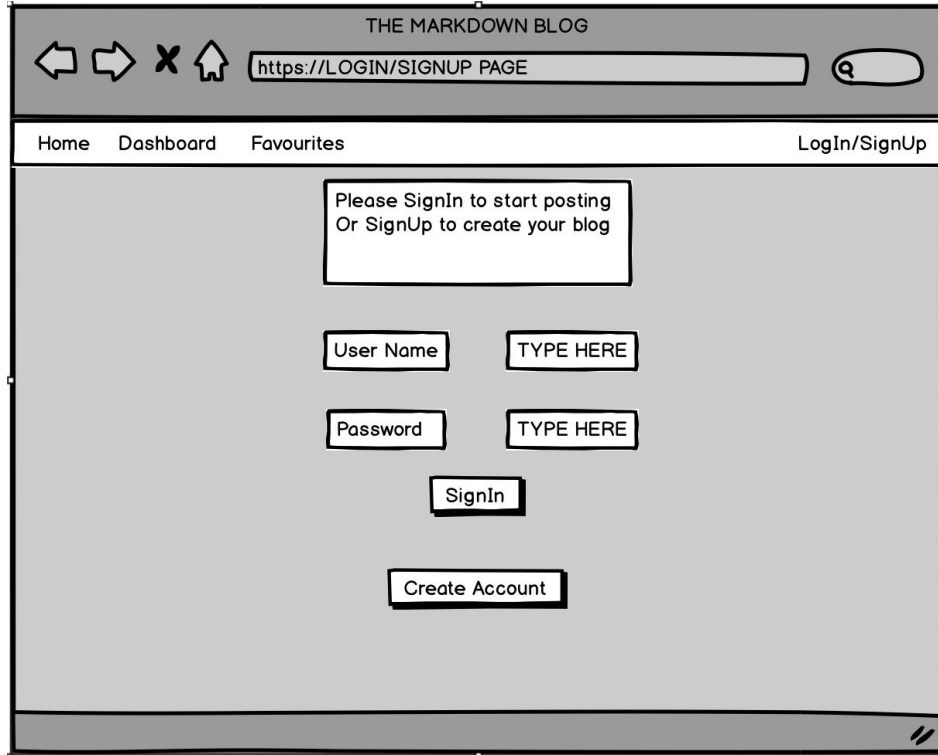 THE MARKDOWN BLOG
https://LOGIN/SIGNUP PAGE
Home Dashboard Favourites LogIn/SignUp
Please SignIn to start posting
Or SignUp to create your blog
User Name TYPE HERE
Password TYPE HERE
SignIn
Create Account